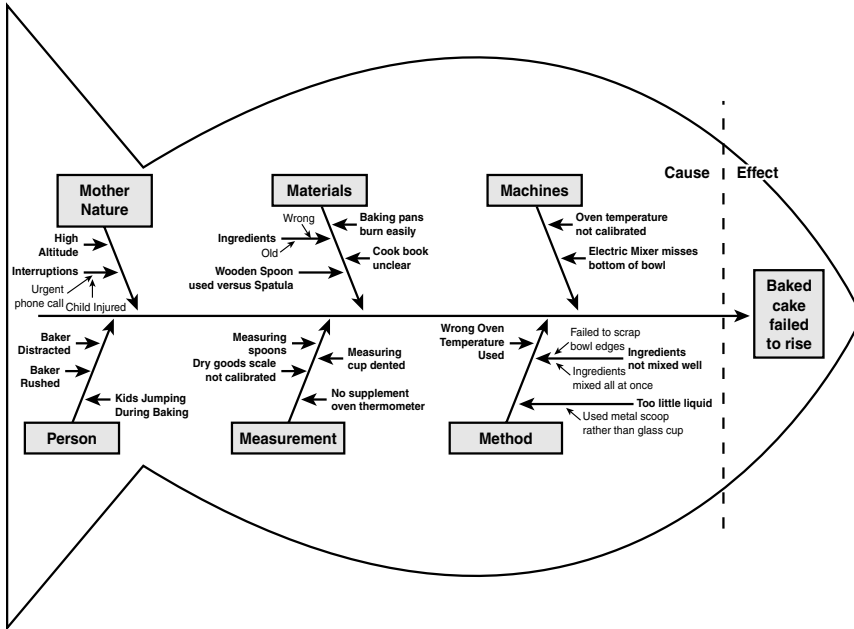 Cause
Effect
Mother
Nature
High
Altitude
Interruptions
Urgent
phone call
Child Injured
Materials
Wrong
Ingredients
Old
Wooden Spoon
used versus Spatula
Baking pans
burn easily
Cook book
unclear
Machines
Oven temperature
not calibrated
Electric Mixer misses
bottom of bowl
Baked
cake
failed
to rise
Baker
Distracted
Baker
Rushed
Kids Jumping
During Baking
Person
Measuring
spoons
Dry goods scale
not calibrated
Measuring
cup dented
No supplement
oven thermometer
Measurement
Wrong Oven
Temperature
Used
Failed to scrap
bowl edges
Ingredients
not mixed well
Ingredients
mixed all at once
Too little liquid
Used metal scoop
rather than glass cup
Method